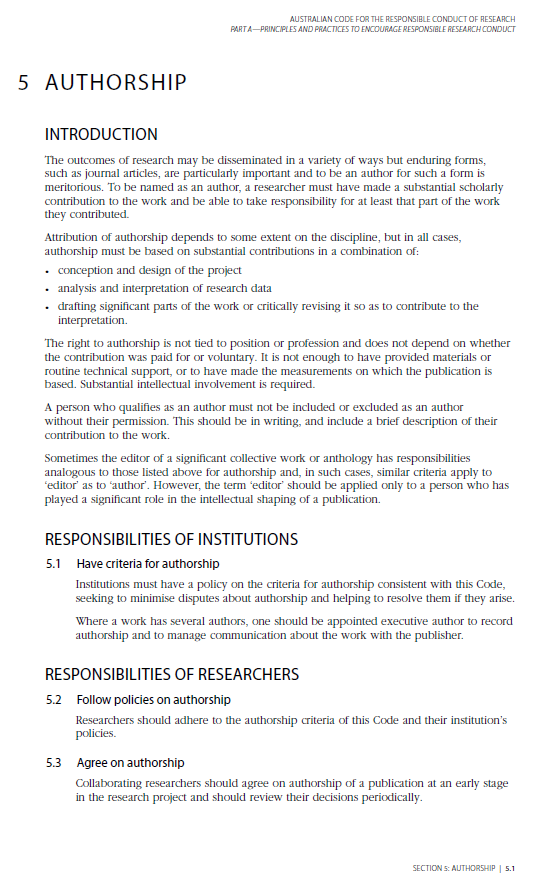 AUSTRALIAN CODE FOR THE RESPONSIBLE CONDUCT OF RESEARCH
PART A—PRINCIPLES AND PRACTICES TO ENCOURAGE RESPONSIBLE RESEARCH CONDUCT
5 AUTHORSHIP
INTRODUCTION
The outcomes of research may be disseminated in a variety of ways but enduring forms,
such as journal articles, are particularly important and to be an author for such a form is
meritorious. To be named as an author, a researcher must have made a substantial scholarly
contribution to the work and be able to take responsibility for at least that part of the work
they contributed.
Attribution of authorship depends to some extent on the discipline, but in all cases,
authorship must be based on substantial contributions in a combination of:
• conception and design of the project
• analysis and interpretation of research data
• drafting significant parts of the work or critically revising it so as to contribute to the
interpretation.
The right to authorship is not tied to position or profession and does not depend on whether
the contribution was paid for or voluntary. It is not enough to have provided materials or
routine technical support, or to have made the measurements on which the publication is
based. Substantial intellectual involvement is required.
A person who qualifies as an author must not be included or excluded as an author
without their permission. This should be in writing, and include a brief description of their
contribution to the work.
Sometimes the editor of a significant collective work or anthology has responsibilities
analogous to those listed above for authorship and, in such cases, similar criteria apply to
‘editor’ as to ‘author’. However, the term ‘editor’ should be applied only to a person who has
played a significant role in the intellectual shaping of a publication.
RESPONSIBILITIES OF INSTITUTIONS
5.1 Have criteria for authorship
Institutions must have a policy on the criteria for authorship consistent with this Code,
seeking to minimise disputes about authorship and helping to resolve them if they arise.
Where a work has several authors, one should be appointed executive author to record
authorship and to manage communication about the work with the publisher.
RESPONSIBILITIES OF RESEARCHERS
5.2 Follow policies on authorship
Researchers should adhere to the authorship criteria of this Code and their institution’s
policies.
5.3 Agree on authorship
Collaborating researchers should agree on authorship of a publication at an early stage
in the research project and should review their decisions periodically.
SECTION 5: AUTHORSHIP | 5.1